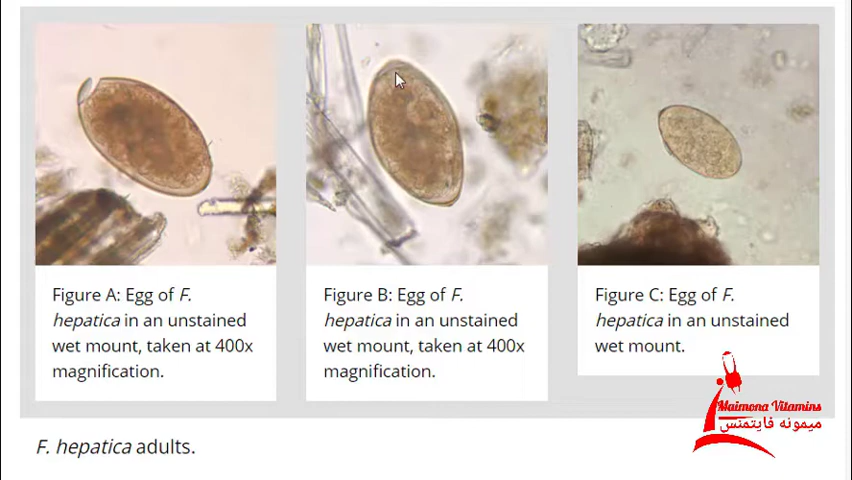 Figure A: Egg of F.
hepatica in an unstained
wet mount, taken at 400x
magnification.
Figure B: Egg of F.
hepatica in an unstained
wet mount, taken at 400x
magnification.
Figure C: Egg of F.
hepatica in an unstained
wet mount.
Maimona Vitamins
ميمونه فايتمنس
F. hepatica adults.